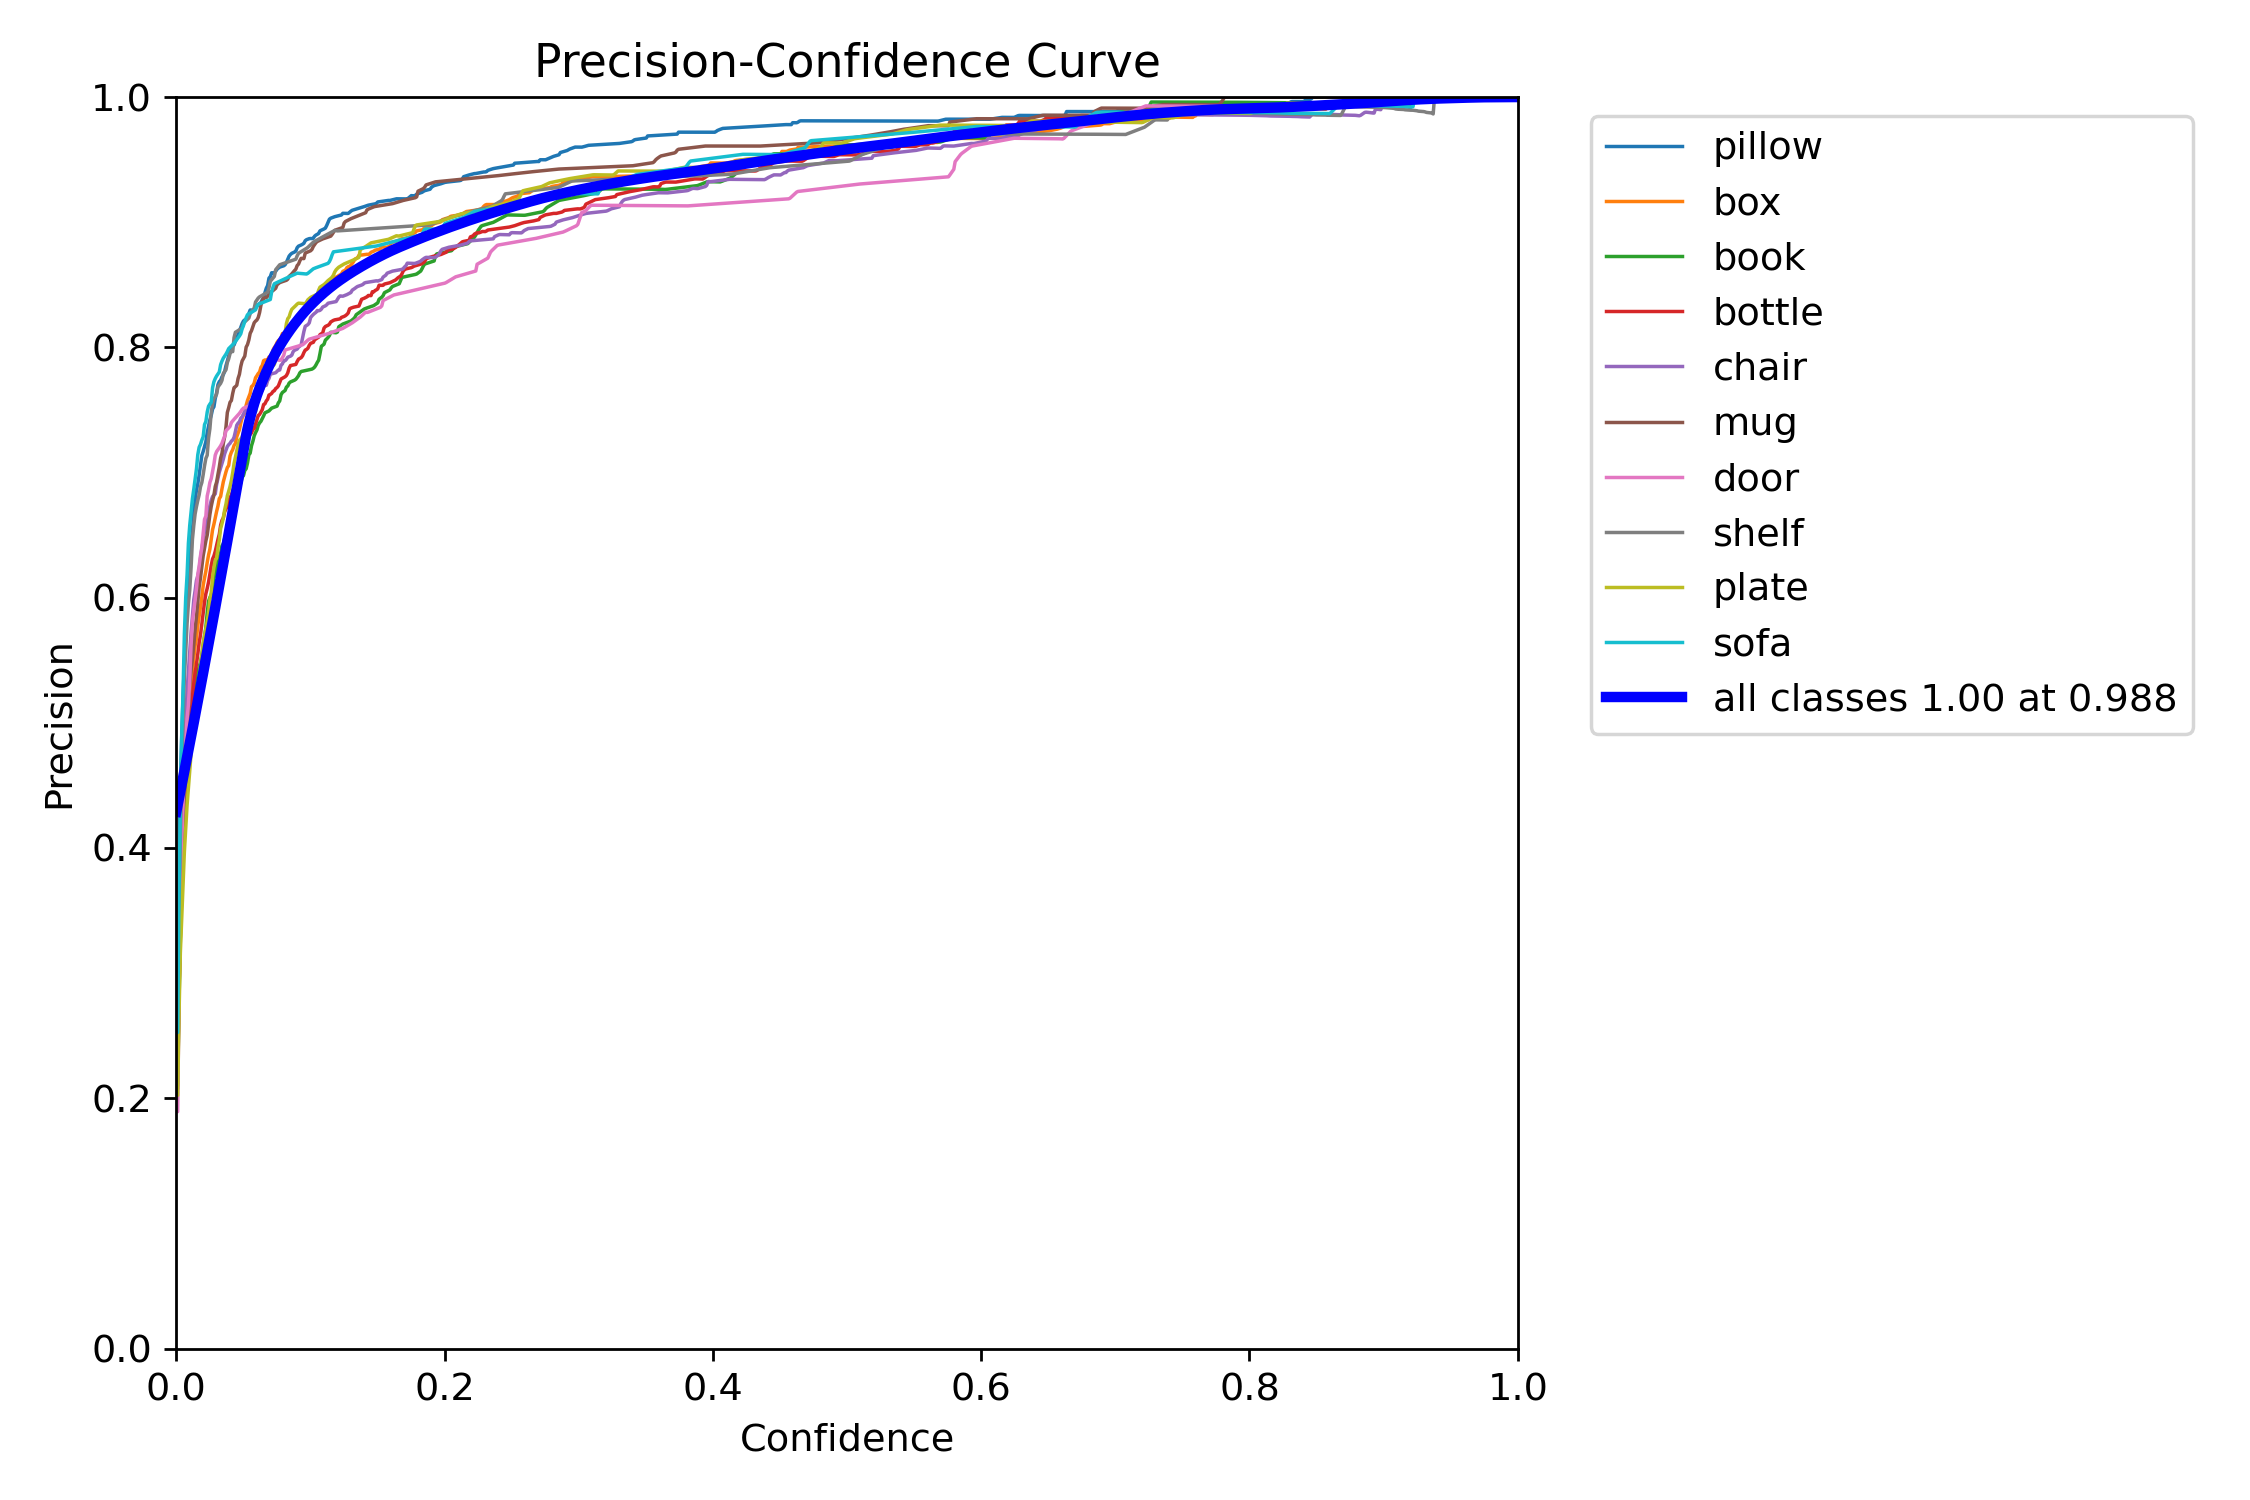 Precision-Confidence Curve
1.0
0.8
0.6
0.4
0.2
0.0
Precision
0.0 0.2 0.4 0.6 0.8 1.0
Confidence
pillow
box
book
bottle
chair
mug
door
shelf
plate
sofa
all classes 1.00 at 0.988